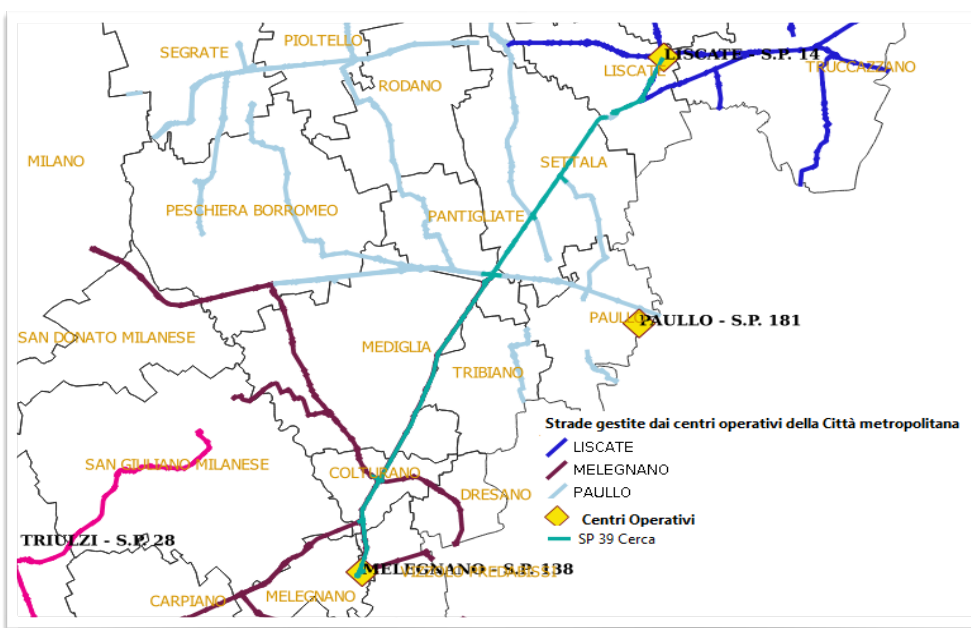 PIOLTELLO
SEGRATE
LISCATE - S.P. 14
LISCATE
TRUCCAZZANO
RODANO
MILANO
SETTALA
PESCHIERA BORROMEO
PANTIGLIATE
PAULLO
PAULLO - S.P. 181
SAN DONATO MILANESE
MEDIGLIA
TRIBIANO
Strade gestite dai centri operativi della Città metropolitana
LISCATE
MELEGNANO
PAULLO
Centri Operativi
SP 39 Cerca
SAN GIULIANO MILANESE
COLTURANO
DRESANO
TRIULZI - S.P. 28
MELEGNANO - S.P. 138
CARPIANO
MELEGNANO